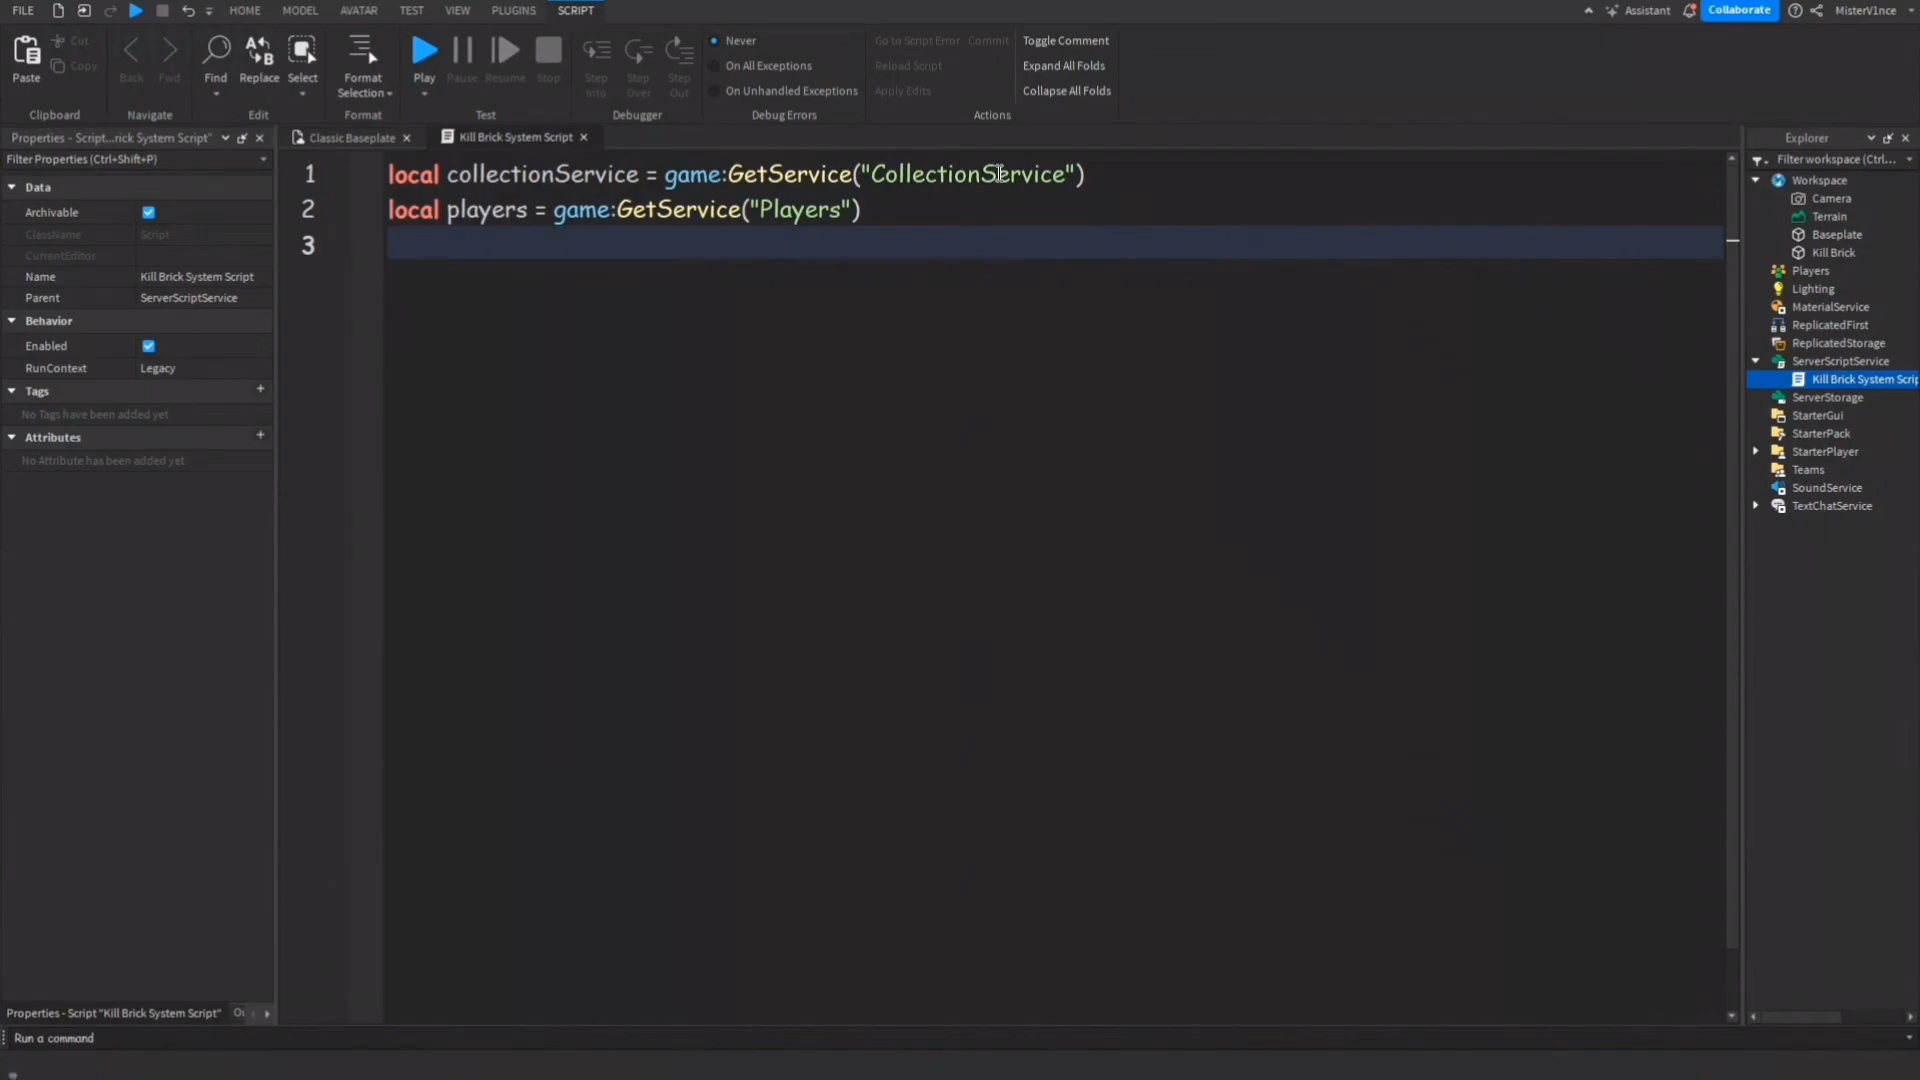 FILE HOME MODEL AVATAR TEST VIEW PLUGINS SCRIPT Assistant Collaborate MisterV1nce
Paste Cut Copy
Clipboard
Back Fwd
Navigate
Find Replace Select
Edit
Format Selection
Format
Play Pause Resume Stop
Test
Step Into Step Over Step Out
Debugger
Never
On All Exceptions
On Unhandled Exceptions
Debug Errors
Go to Script Error Commit
Reload Script
Apply Edits
Toggle Comment
Expand All Folds
Collapse All Folds
Actions
Properties - Script...rick System Script"
Filter Properties (Ctrl+Shift+P)
Data
Archivable
ClassName Script
CurrentEditor
Name Kill Brick System Script
Parent ServerScriptService
Behavior
Enabled
RunContext Legacy
Tags +
No Tags have been added yet
Attributes +
No Attribute has been added yet
Properties - Script "Kill Brick System Script"
Run a command
Classic Baseplate
Kill Brick System Script
1 local collectionService = game:GetService("CollectionService")
2 local players = game:GetService("Players")
3
Explorer
Filter workspace (Ctrl...
Workspace
Camera
Terrain
Baseplate
Kill Brick
Players
Lighting
MaterialService
ReplicatedFirst
ReplicatedStorage
ServerScriptService
Kill Brick System Scrip
ServerStorage
StarterGui
StarterPack
StarterPlayer
Teams
SoundService
TextChatService